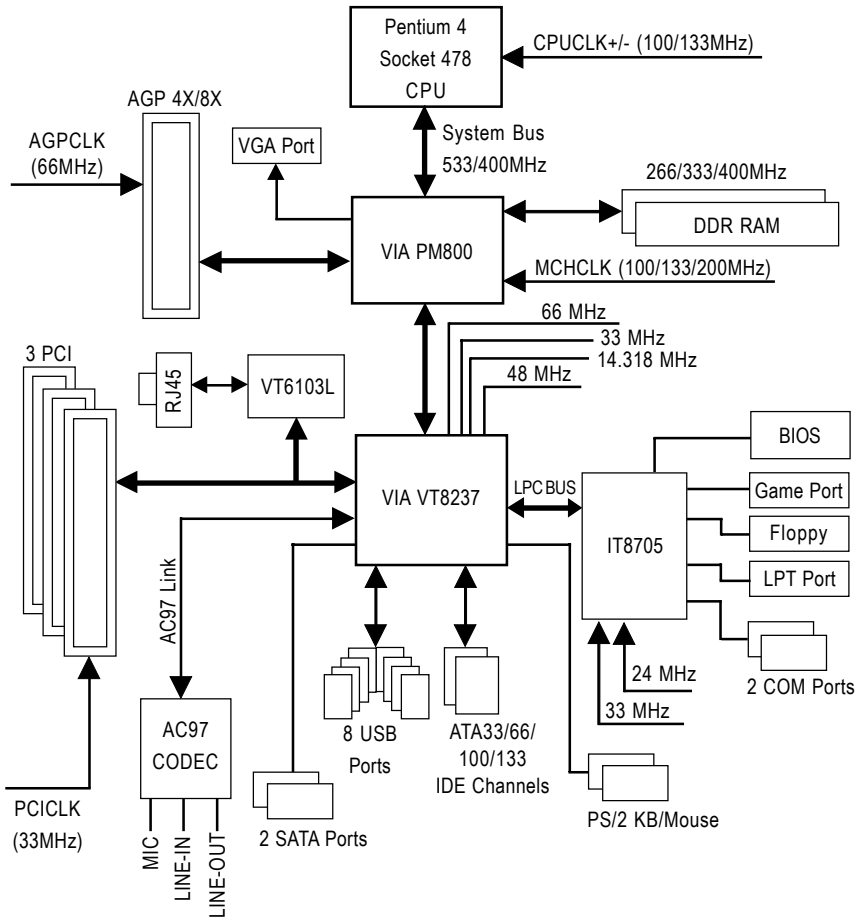 Pentium 4
Socket 478
CPU
CPUCLK+/- (100/133MHz)
AGP 4X/8X
AGPCLK
(66MHz)
VGA Port
System Bus
533/400MHz
266/333/400MHz
DDR RAM
VIA PM800
MCHCLK (100/133/200MHz)
66 MHz
33 MHz
14.318 MHz
48 MHz
3 PCI
RJ45
VT6103L
BIOS
VIA VT8237
LPC BUS
IT8705
Game Port
Floppy
LPT Port
AC97 Link
24 MHz
33 MHz
2 COM Ports
AC97
CODEC
8 USB
Ports
ATA33/66/
100/133
IDE Channels
PCICLK
(33MHz)
MIC
LINE-IN
LINE-OUT
2 SATA Ports
PS/2 KB/Mouse